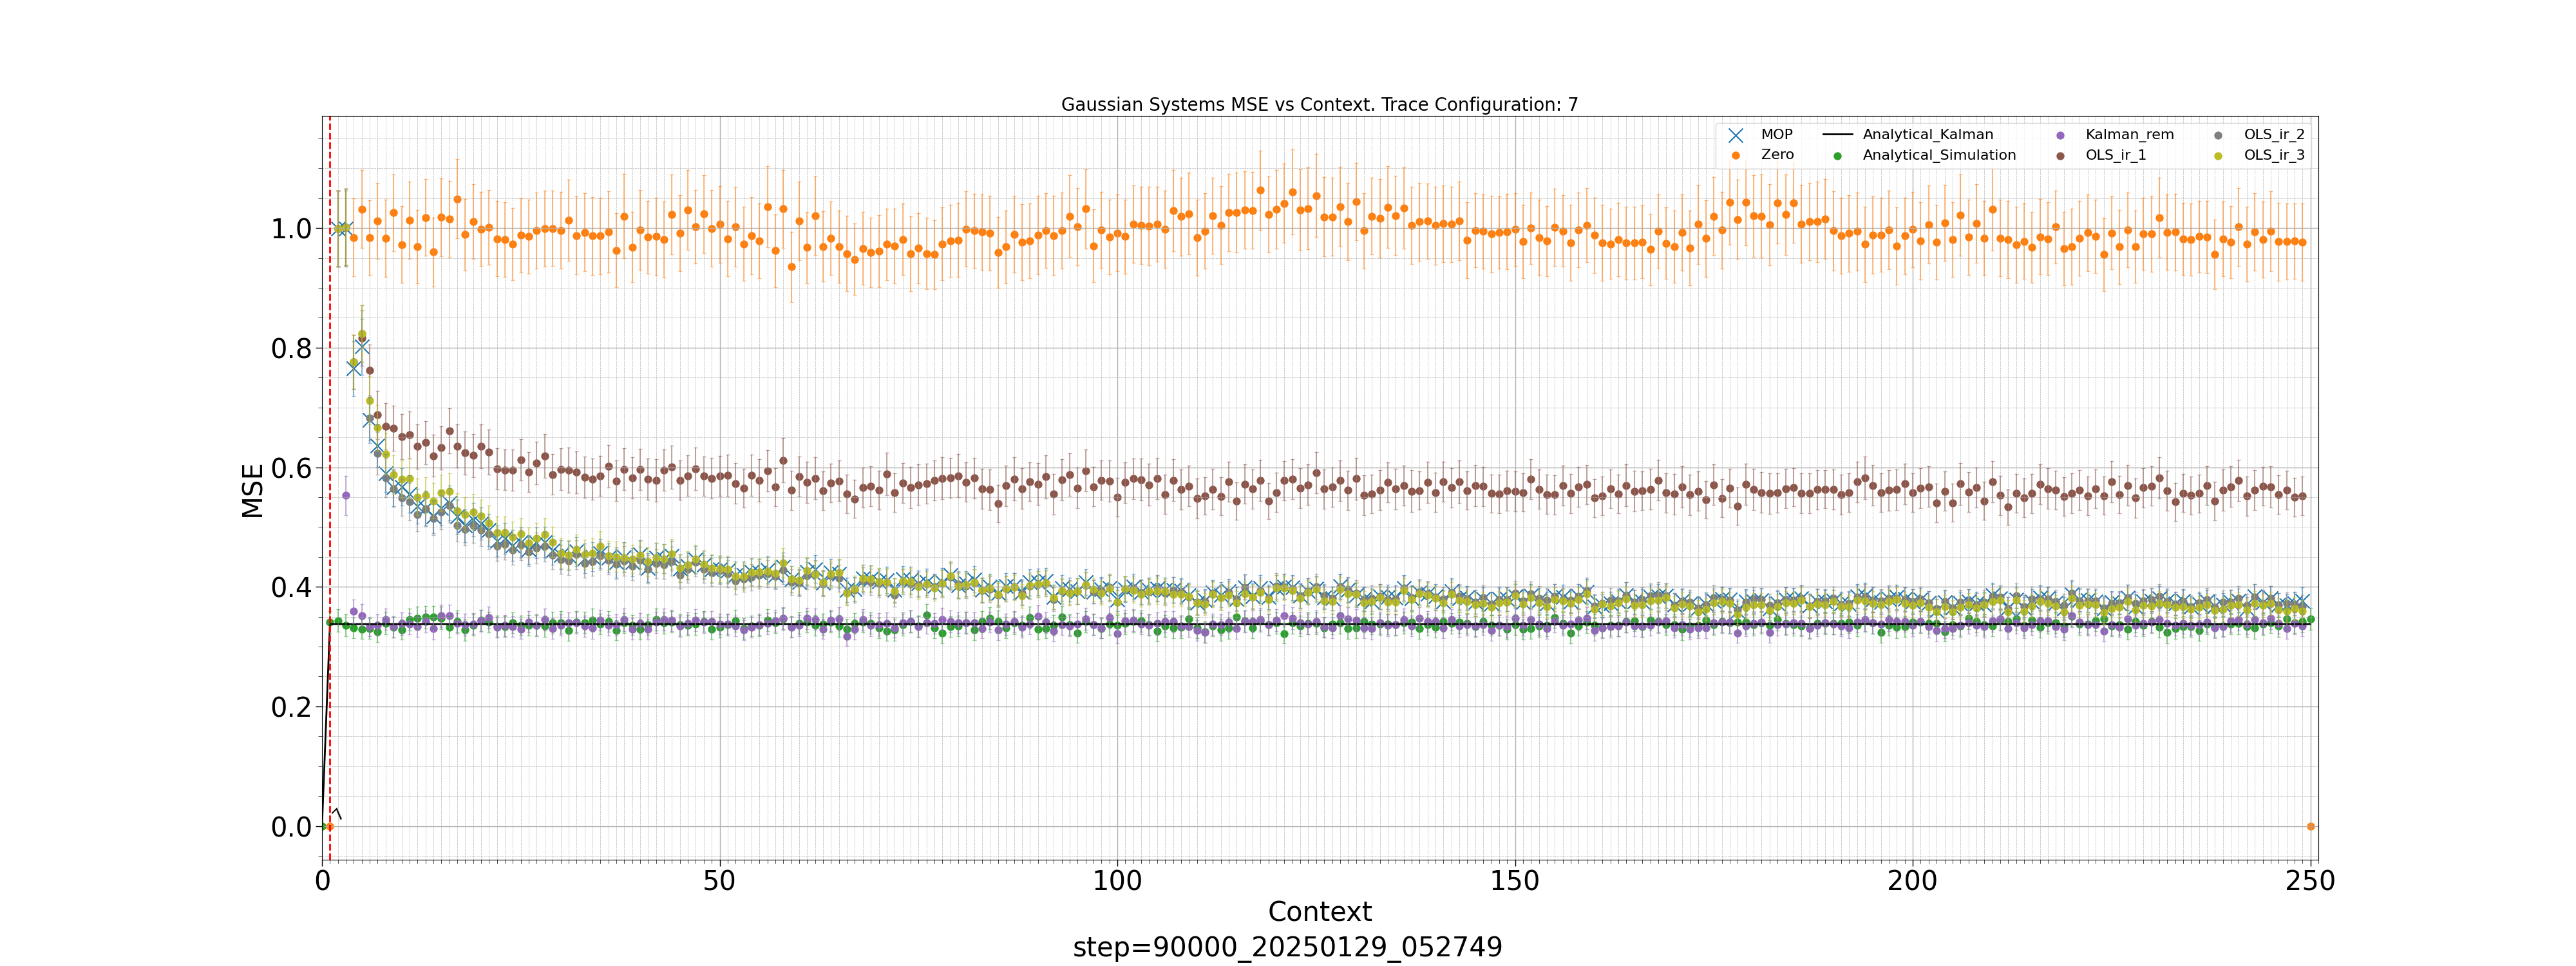 Gaussian Systems MSE vs Context. Trace Configuration: 7
MOP
Zero
Analytical_Kalman
Analytical_Simulation
Kalman_rem
OLS_ir_1
OLS_ir_2
OLS_ir_3
MSE
1.0
0.8
0.6
0.4
0.2
0.0
0
50
100
150
200
250
Context
step=90000_20250129_052749